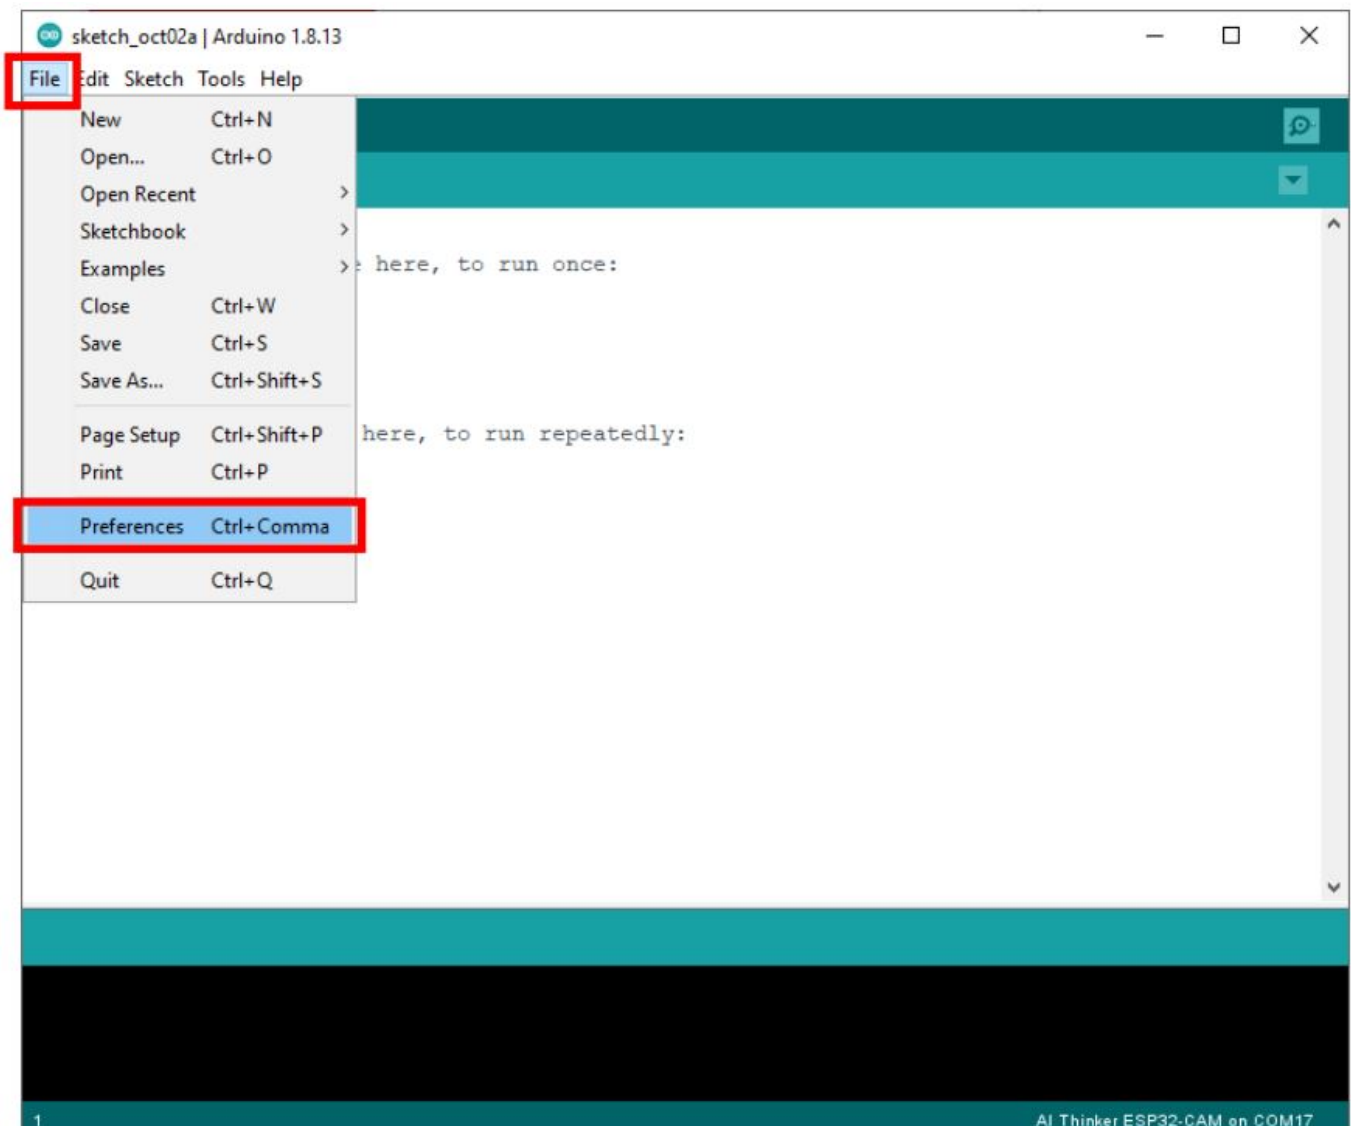 sketch_oct02a | Arduino 1.8.13
File Edit Sketch Tools Help
New Ctrl+N
Open... Ctrl+O
Open Recent
Sketchbook
Examples
here, to run once:
Close Ctrl+W
Save Ctrl+S
Save As... Ctrl+Shift+S
Page Setup Ctrl+Shift+P
here, to run repeatedly:
Print Ctrl+P
Preferences Ctrl+Comma
Quit Ctrl+Q
1
AI Thinker ESP32-CAM on COM17